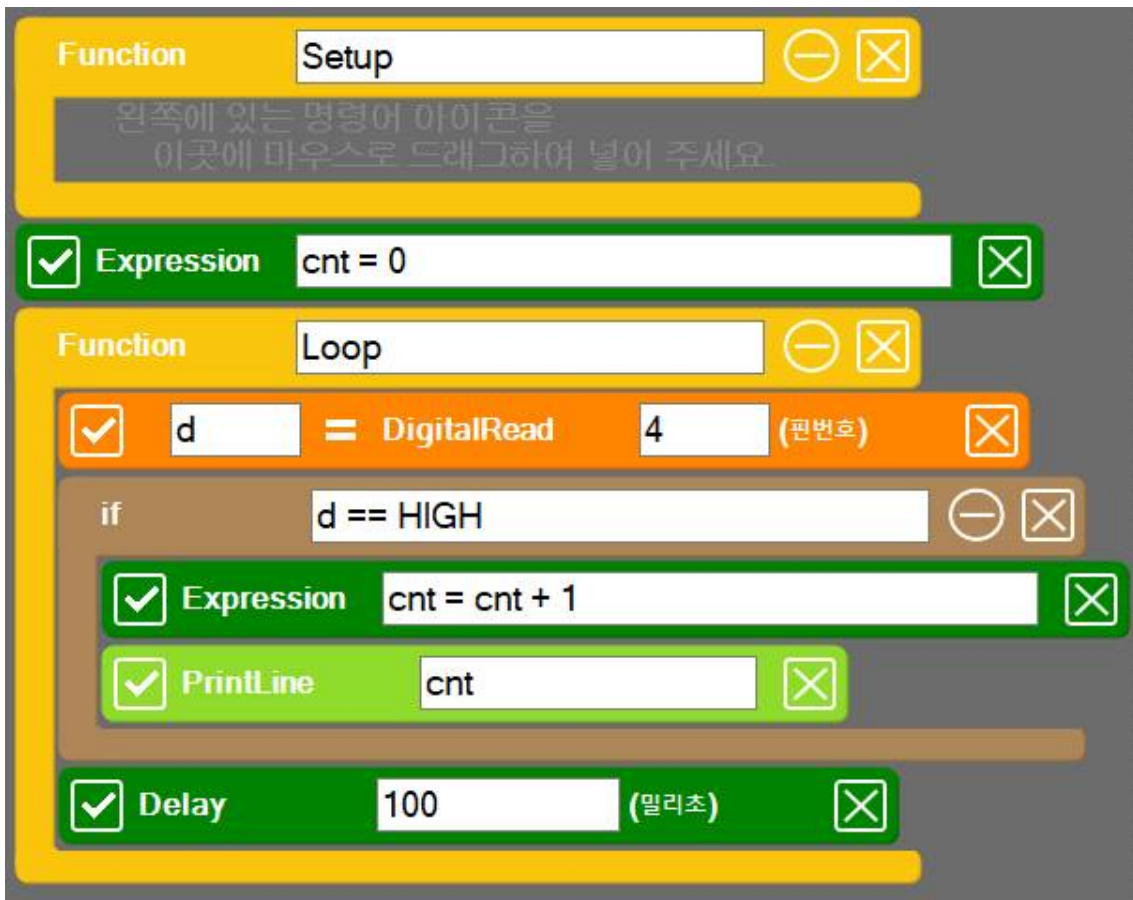 Function Setup
왼쪽에 있는 명령어 아이콘을
이곳에 마우스로 드래그하여 넣어 주세요.
Expression cnt = 0
Function Loop
d = DigitalRead 4 (핀번호)
if d == HIGH
Expression cnt = cnt + 1
PrintLine cnt
Delay 100 (밀리초)